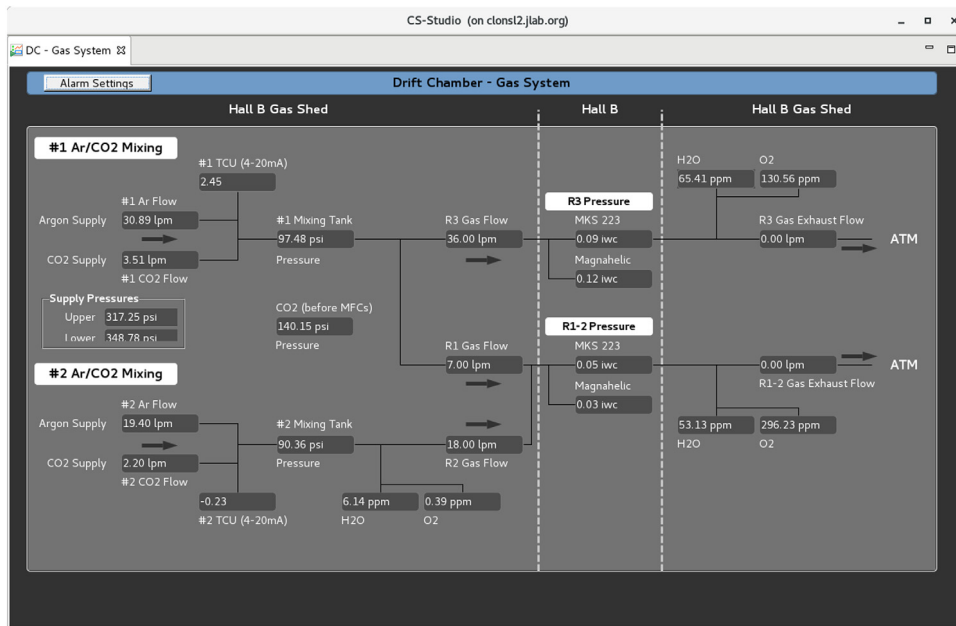 CS-Studio (on clonsl2.jlab.org)
DC - Gas System
Alarm Settings
Drift Chamber - Gas System
Hall B Gas Shed
Hall B
Hall B Gas Shed
#1 Ar/CO2 Mixing
#1 TCU (4-20mA)
2.45
#1 Ar Flow
Argon Supply
30.89 lpm
CO2 Supply
3.51 lpm
#1 CO2 Flow
#1 Mixing Tank
97.48 psi
Pressure
R3 Gas Flow
36.00 lpm
R3 Pressure
MKS 223
0.09 iwc
Magnahelic
0.12 iwc
H2O
O2
65.41 ppm
130.56 ppm
R3 Gas Exhaust Flow
0.00 lpm
ATM
Supply Pressures
Upper
317.25 psi
Lower
348.78 psi
CO2 (before MFCs)
140.15 psi
Pressure
R1 Gas Flow
7.00 lpm
R1-2 Pressure
MKS 223
0.05 iwc
Magnahelic
0.03 iwc
0.00 lpm
R1-2 Gas Exhaust Flow
ATM
53.13 ppm
296.23 ppm
H2O
O2
#2 Ar/CO2 Mixing
#2 Ar Flow
Argon Supply
19.40 lpm
CO2 Supply
2.20 lpm
#2 CO2 Flow
#2 Mixing Tank
90.36 psi
Pressure
18.00 lpm
R2 Gas Flow
-0.23
#2 TCU (4-20mA)
6.14 ppm
0.39 ppm
H2O
O2